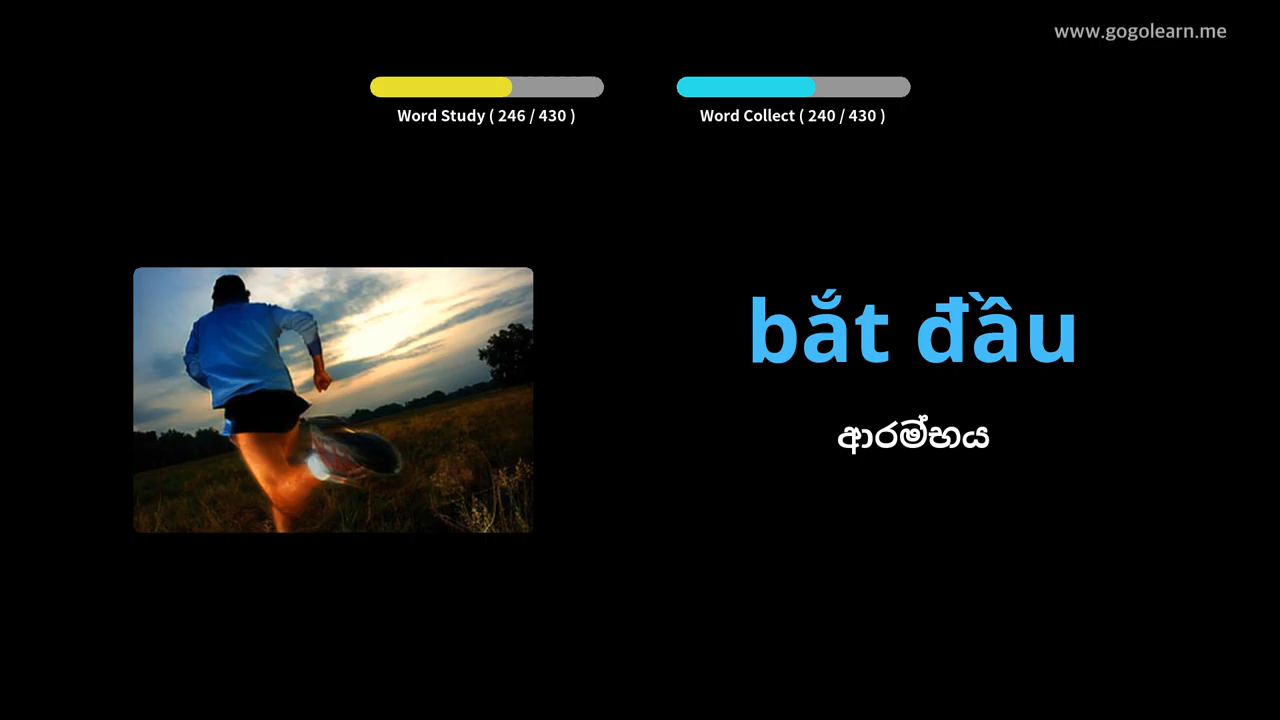 www.gogolearn.me
Word Study ( 246 / 430 )
Word Collect ( 240 / 430 )
bắt đầu
ආරම්භය